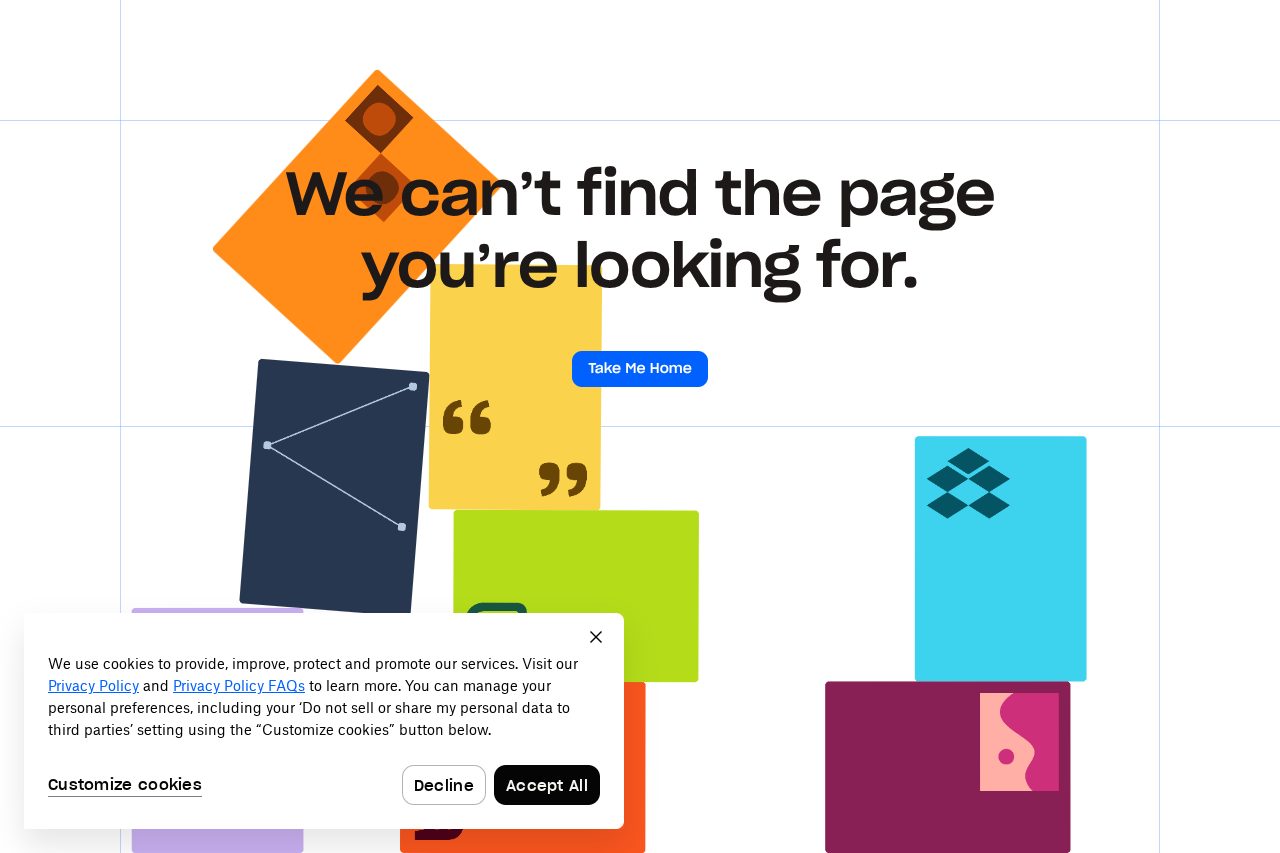 We can’t find the page
you’re looking for.
Take Me Home
We use cookies to provide, improve, protect and promote our services. Visit our
Privacy Policy and Privacy Policy FAQs to learn more. You can manage your
personal preferences, including your ‘Do not sell or share my personal data to
third parties’ setting using the “Customize cookies” button below.
Customize cookies
Decline
Accept All